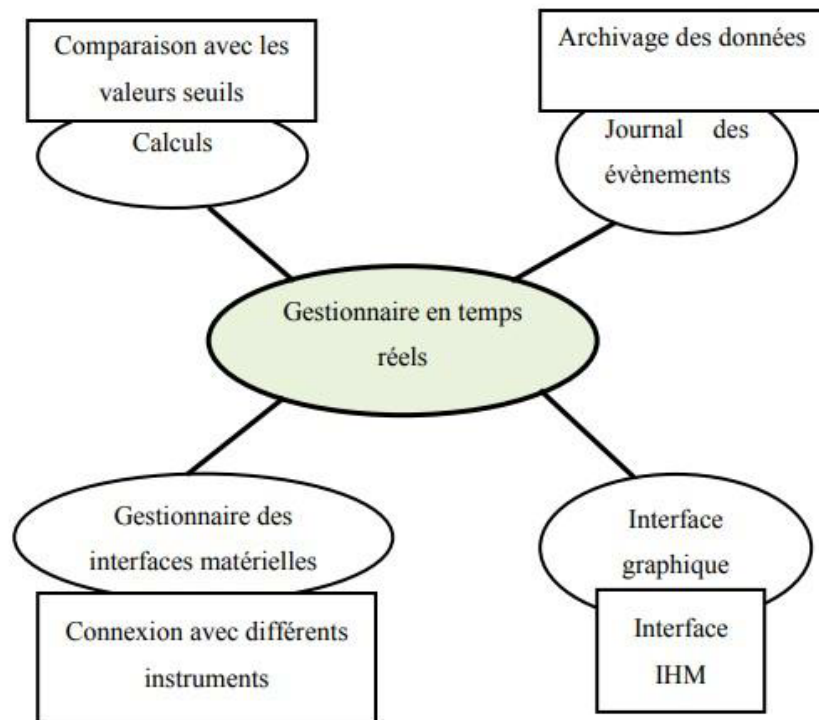 Comparaison avec les
valeurs seuils
Calculs
Archivage des données
Journal des
évènements
Gestionnaire en temps
réels
Gestionnaire des
interfaces matérielles
Connexion avec différents
instruments
Interface
graphique
Interface
IHM